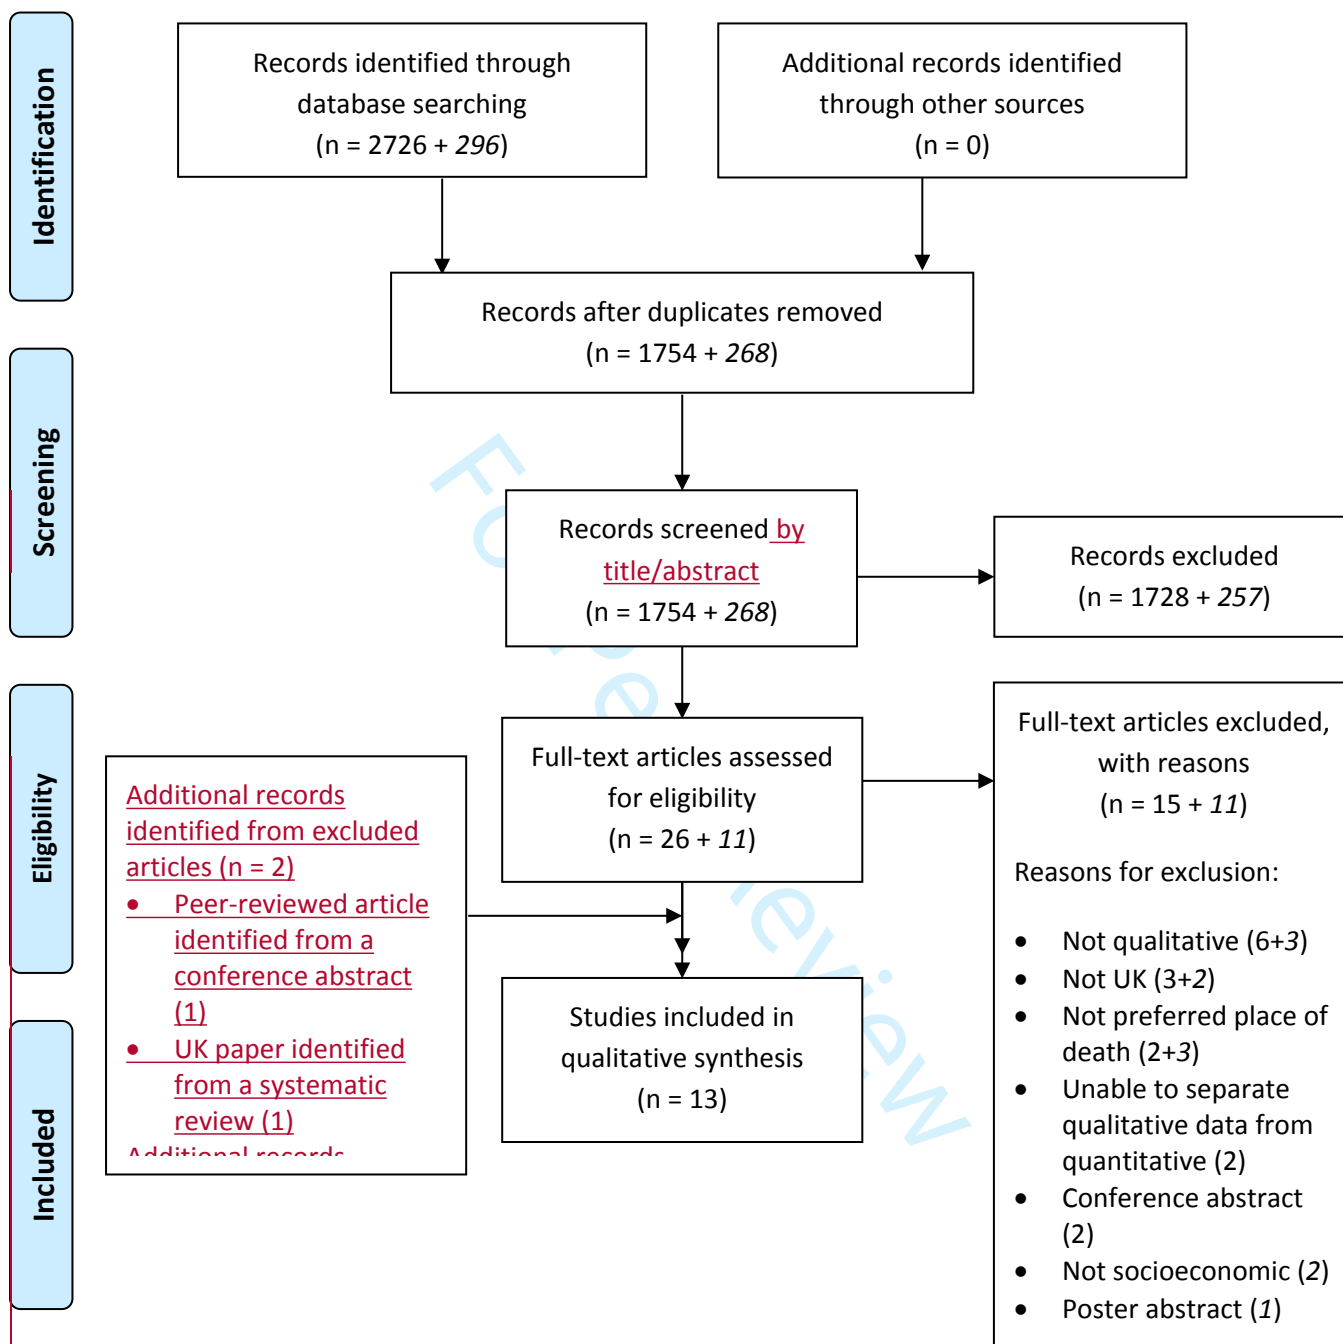 Identification
Records identified through
database searching
(n = 2726 + 296)
Additional records identified
through other sources
(n = 0)
Records after duplicates removed
(n = 1754 + 268)
Screening
Records screened by
title/abstract
(n = 1754 + 268)
Records excluded
(n = 1728 + 257)
Eligibility
Full-text articles assessed
for eligibility
(n = 26 + 11)
Full-text articles excluded,
with reasons
(n = 15 + 11)
Reasons for exclusion:
• Not qualitative (6+3)
• Not UK (3+2)
• Not preferred place of
death (2+3)
• Unable to separate
qualitative data from
quantitative (2)
• Conference abstract
(2)
• Not socioeconomic (2)
• Poster abstract (1)
Additional records
identified from excluded
articles (n = 2)
• Peer-reviewed article
identified from a
conference abstract
(1)
• UK paper identified
from a systematic
review (1)
Additional records
Included
Studies included in
qualitative synthesis
(n = 13)
For peer review